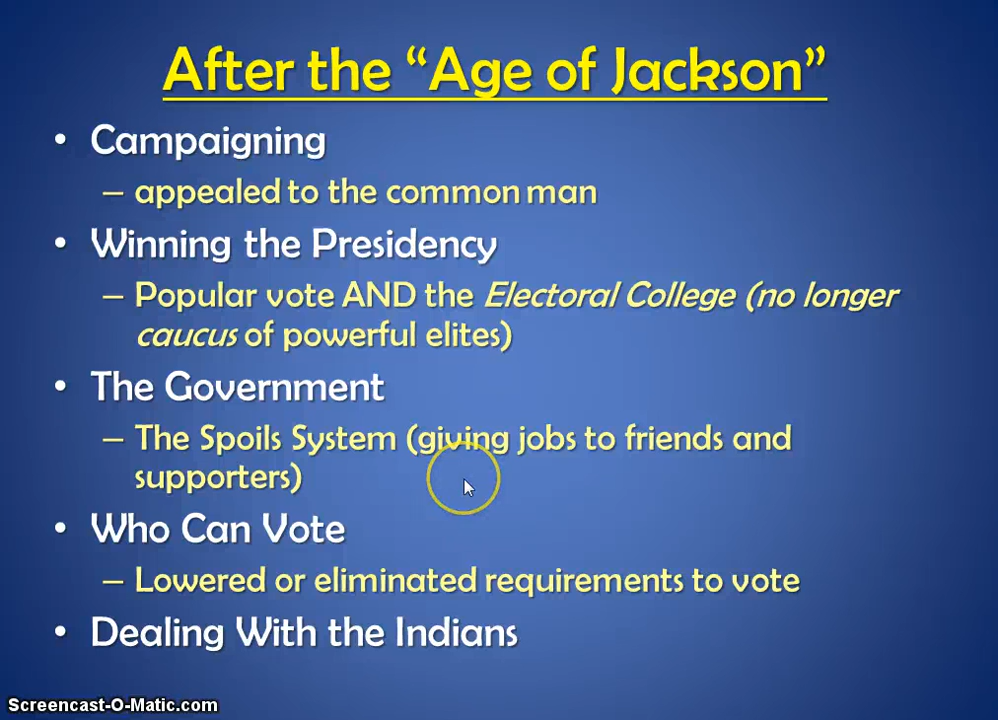 After the “Age of Jackson”
• Campaigning
– appealed to the common man
• Winning the Presidency
– Popular vote AND the Electoral College (no longer
caucus of powerful elites)
• The Government
– The Spoils System (giving jobs to friends and
supporters)
• Who Can Vote
– Lowered or eliminated requirements to vote
• Dealing With the Indians
Screencast-O-Matic.com